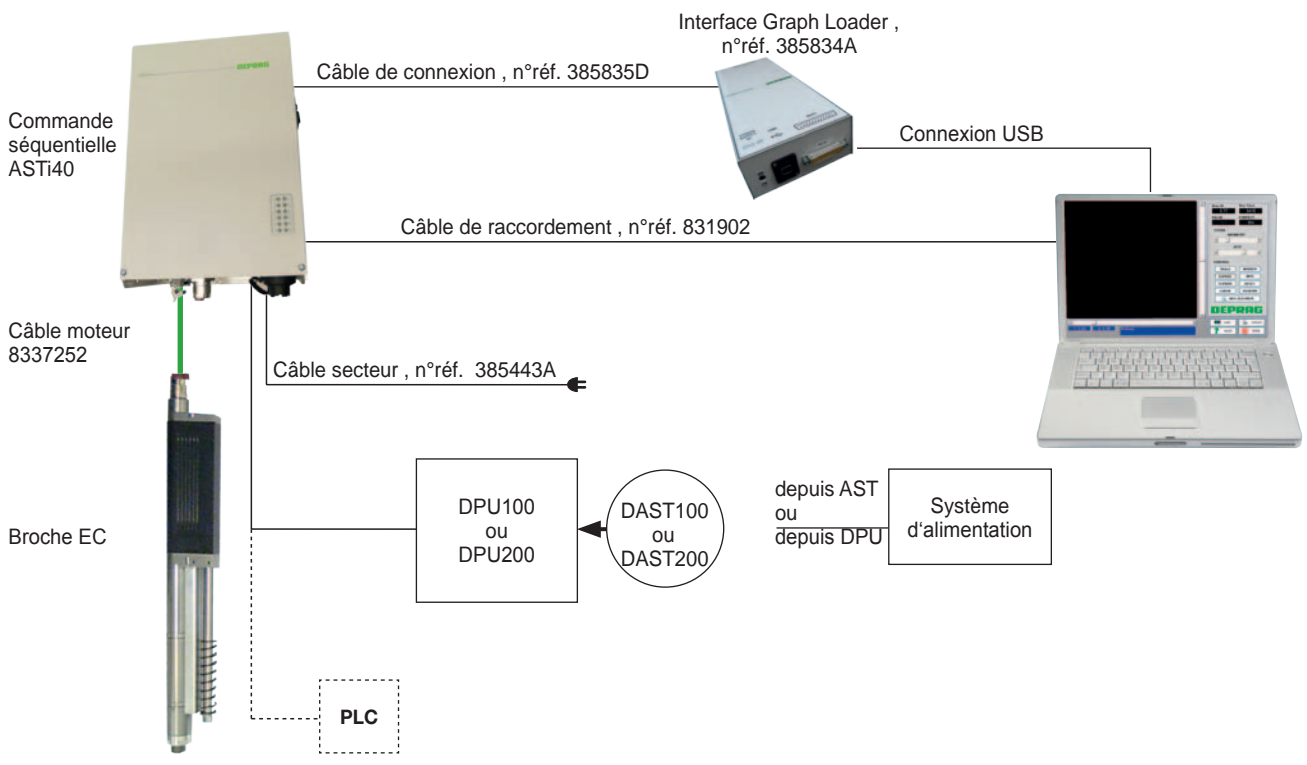 Interface Graph Loader ,
n°réf. 385834A
DEPRAG
Câble de connexion , n°réf. 385835D
Commande
séquentielle
ASTi40
Connexion USB
Câble de raccordement , n°réf. 831902
DEPRAG
Câble moteur
8337252
Câble secteur , n°réf. 385443A
Broche EC
DPU100
ou
DPU200
DAST100
ou
DAST200
depuis AST
ou
depuis DPU
Système
d‘alimentation
PLC